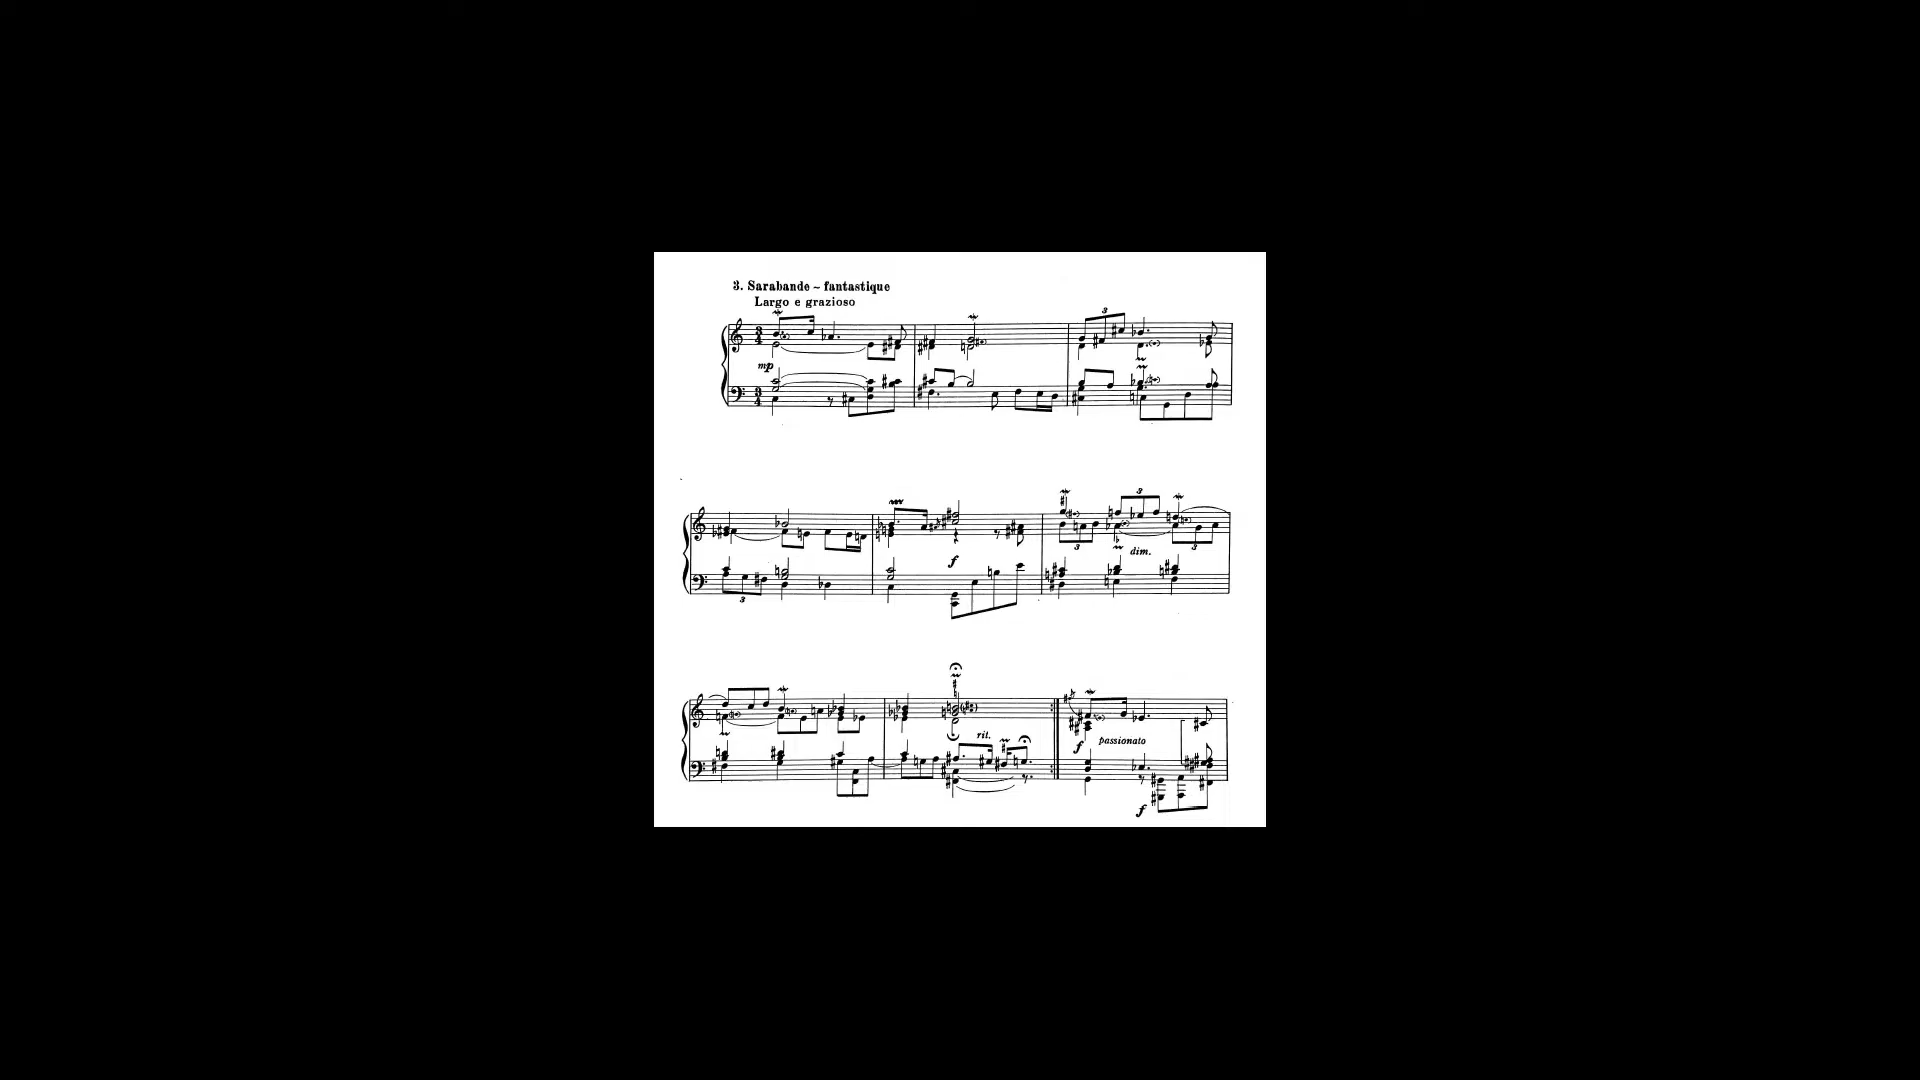 3. Sarabande ~ fantastique
Largo e grazioso
3
mp
3
f
dim.
3
3
3
rit.
f passionato
f